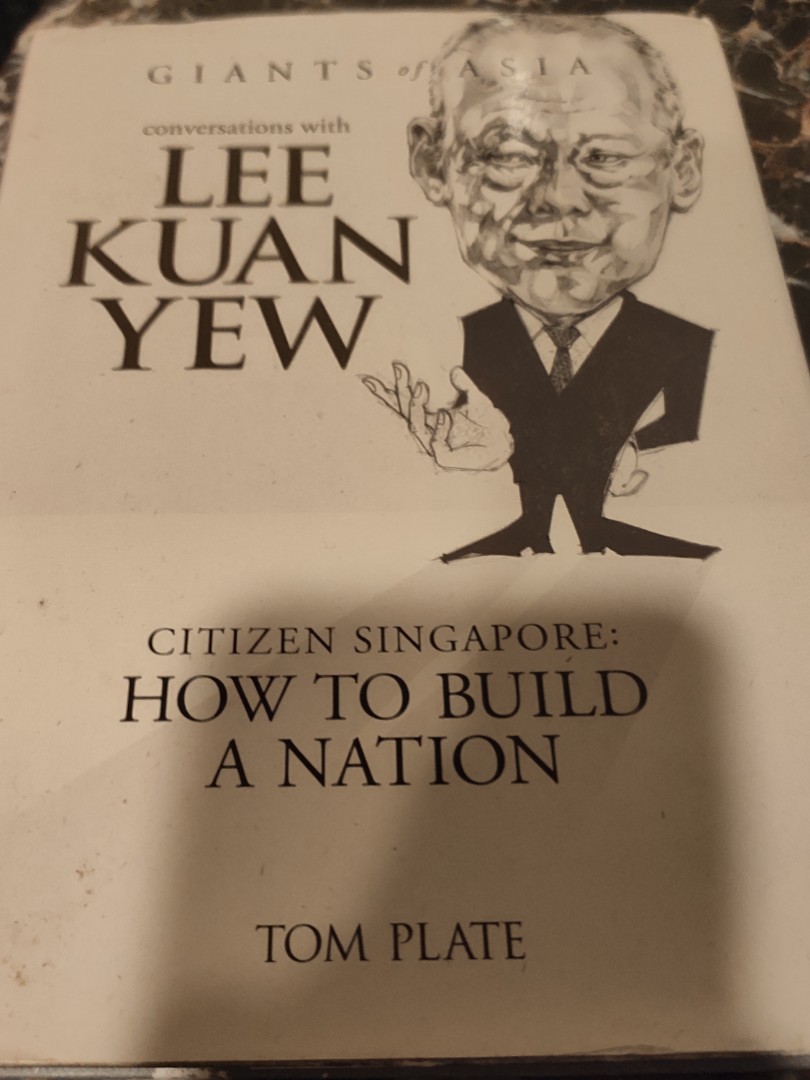 GIANTS of ASIA
conversations with
LEE
KUAN
YEW
CITIZEN SINGAPORE:
HOW TO BUILD
A NATION
TOM PLATE